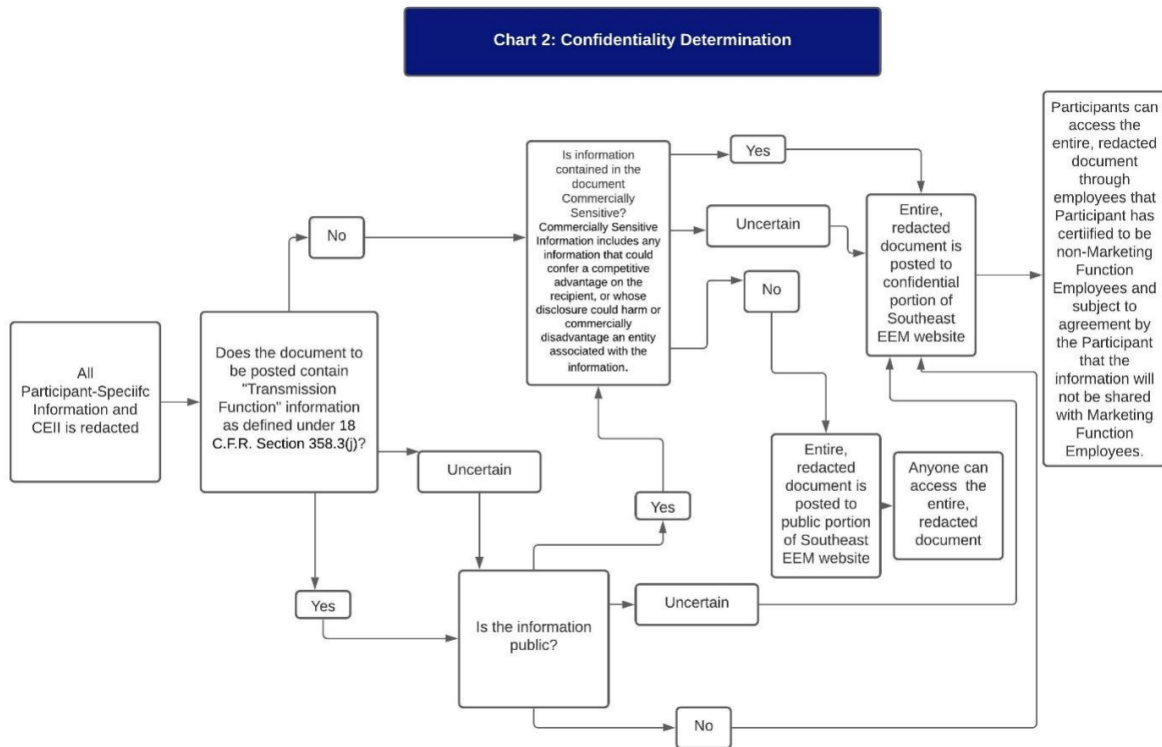 Chart 2: Confidentiality Determination
All
Participant-Speciifc
Information and
CEII is redacted
Does the document to
be posted contain
"Transmission
Function" information
as defined under 18
C.F.R. Section 358.3(j)?
No
Uncertain
Yes
Is the information
public?
Yes
Uncertain
No
Is information
contained in the
document
Commercially
Sensitive?
Commercially Sensitive
Information includes any
information that could
confer a competitive
advantage on the
recipient, or whose
disclosure could harm or
commercially
disadvantage an entity
associated with the
information.
Yes
Uncertain
No
Entire,
redacted
document is
posted to
confidential
portion of
Southeast
EEM website
Entire,
redacted
document is
posted to
public portion
of Southeast
EEM website
Anyone can
access the
entire,
redacted
document
Participants can
access the
entire, redacted
document
through
employees that
Participant has
certiified to be
non-Marketing
Function
Employees and
subject to
agreement by
the Participant
that the
information will
not be shared
with Marketing
Function
Employees.